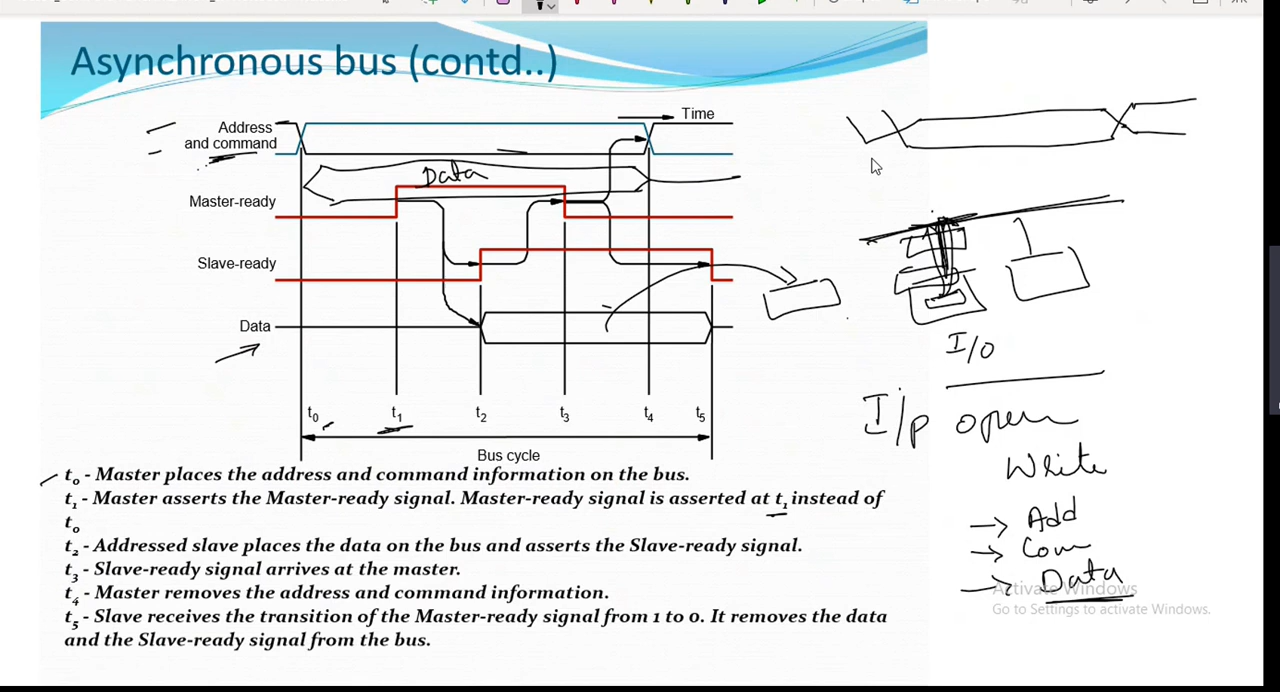 Asynchronous bus (contd..)
Time
Address
and command
Data
Master-ready
Slave-ready
Data
t0 t1 t2 t3 t4 t5
Bus cycle
t0 - Master places the address and command information on the bus.
t1 - Master asserts the Master-ready signal. Master-ready signal is asserted at t1 instead of
t0
t2 - Addressed slave places the data on the bus and asserts the Slave-ready signal.
t3 - Slave-ready signal arrives at the master.
t4 - Master removes the address and command information.
t5 - Slave receives the transition of the Master-ready signal from 1 to 0. It removes the data
and the Slave-ready signal from the bus.
I/O
I/p open
Write
→ Add
→ Com
→ Data
Activate Windows
Go to Settings to activate Windows.